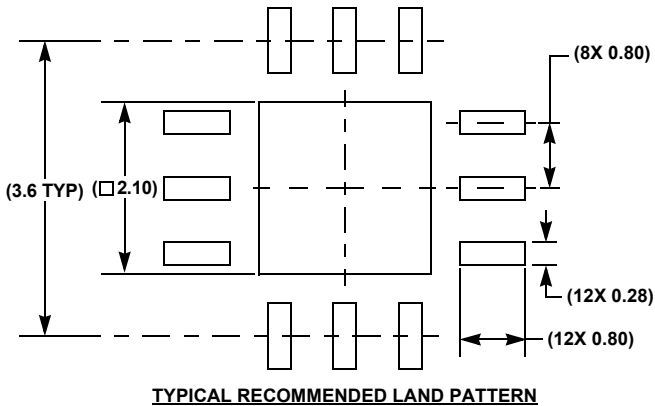 (8X 0.80)
(3.6 TYP) (□ 2.10)
(12X 0.28)
(12X 0.80)
TYPICAL RECOMMENDED LAND PATTERN